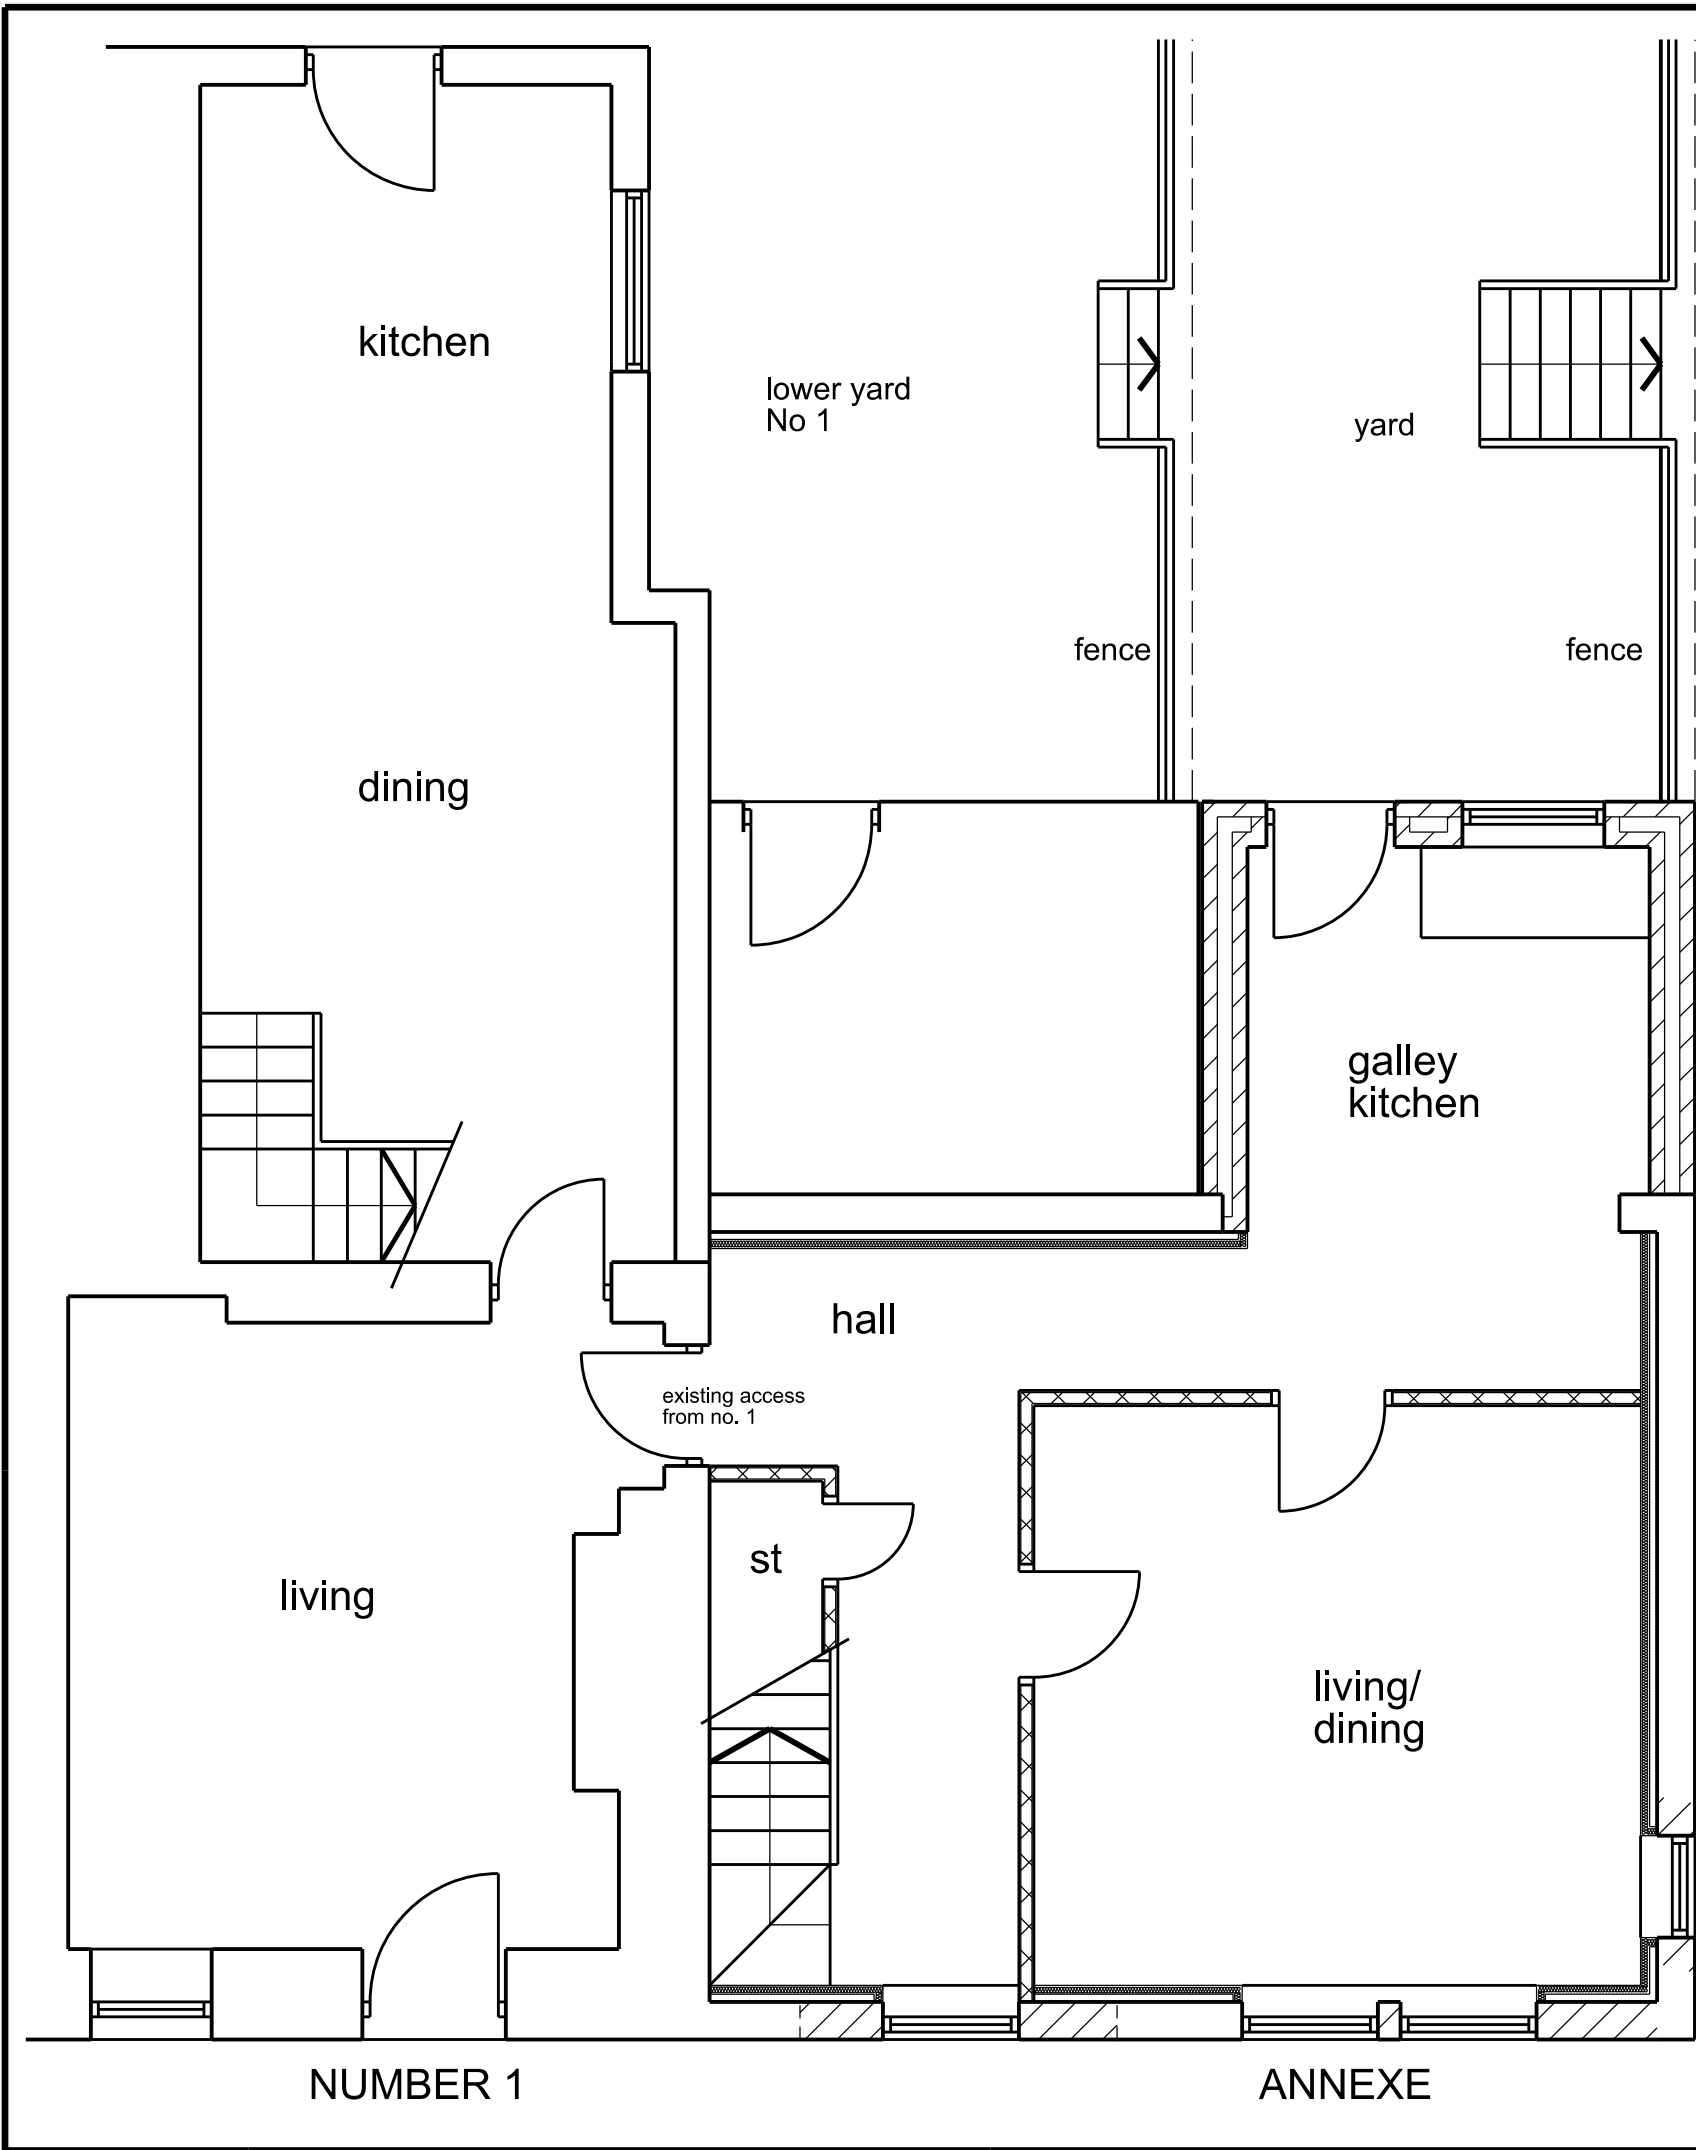 kitchen
lower yard
No 1
yard
fence
fence
dining
galley
kitchen
hall
existing access
from no. 1
st
living
living/
dining
NUMBER 1
ANNEXE